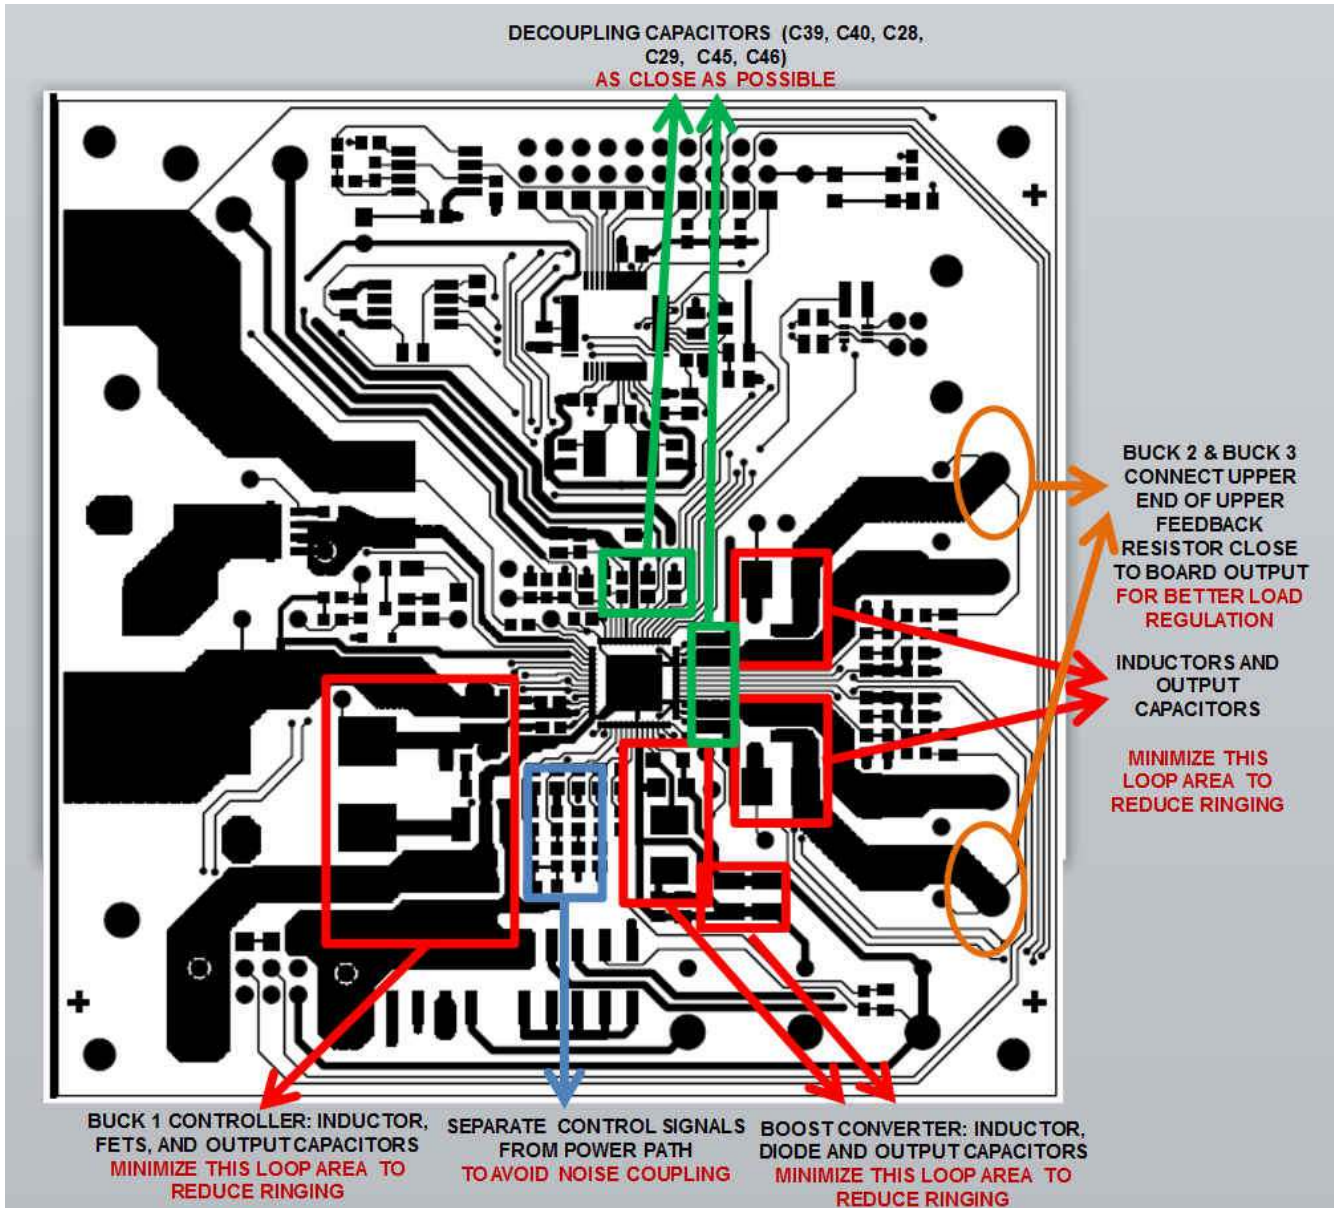 DECOUPLING CAPACITORS (C39, C40, C28,
C29, C45, C46)
AS CLOSE AS POSSIBLE
BUCK 2 & BUCK 3
CONNECT UPPER
END OF UPPER
FEEDBACK
RESISTOR CLOSE
TO BOARD OUTPUT
FOR BETTER LOAD
REGULATION
INDUCTORS AND
OUTPUT
CAPACITORS
MINIMIZE THIS
LOOP AREA TO
REDUCE RINGING
BUCK 1 CONTROLLER: INDUCTOR,
FETS, AND OUTPUT CAPACITORS
MINIMIZE THIS LOOP AREA TO
REDUCE RINGING
SEPARATE CONTROL SIGNALS
FROM POWER PATH
TO AVOID NOISE COUPLING
BOOST CONVERTER: INDUCTOR,
DIODE AND OUTPUT CAPACITORS
MINIMIZE THIS LOOP AREA TO
REDUCE RINGING